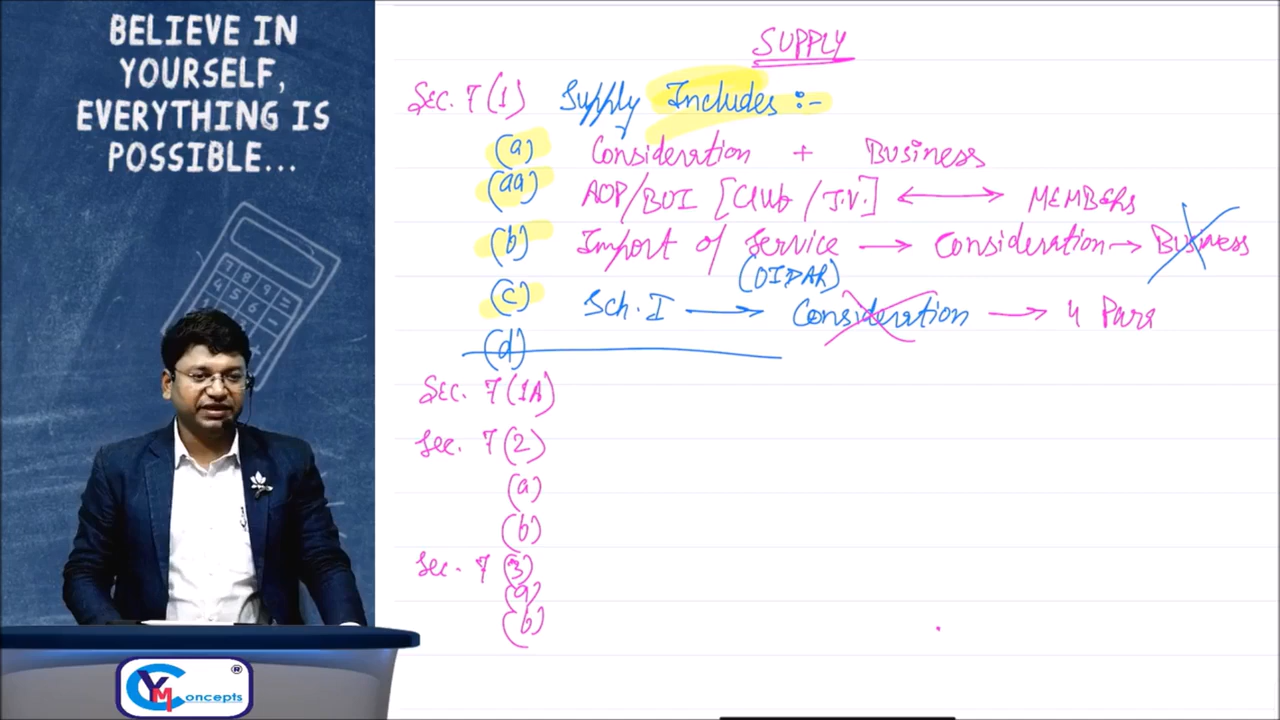 BELIEVE IN
YOURSELF,
EVERYTHING IS
POSSIBLE...
SUPPLY
Sec. 7(1) Supply Includes :-
(a) Consideration + Business
(aa) AOP/BOI [Club / J.V.] ⟷ MEMBERS
(b) Import of Service → Consideration → Business
(OIDAR)
(c) Sch. I → Consideration → 4 Para
(d)
Sec. 7(1A)
Sec. 7(2)
(a)
(b)
Sec. 7(3)
(a)
(b)
CYM
oncepts ®